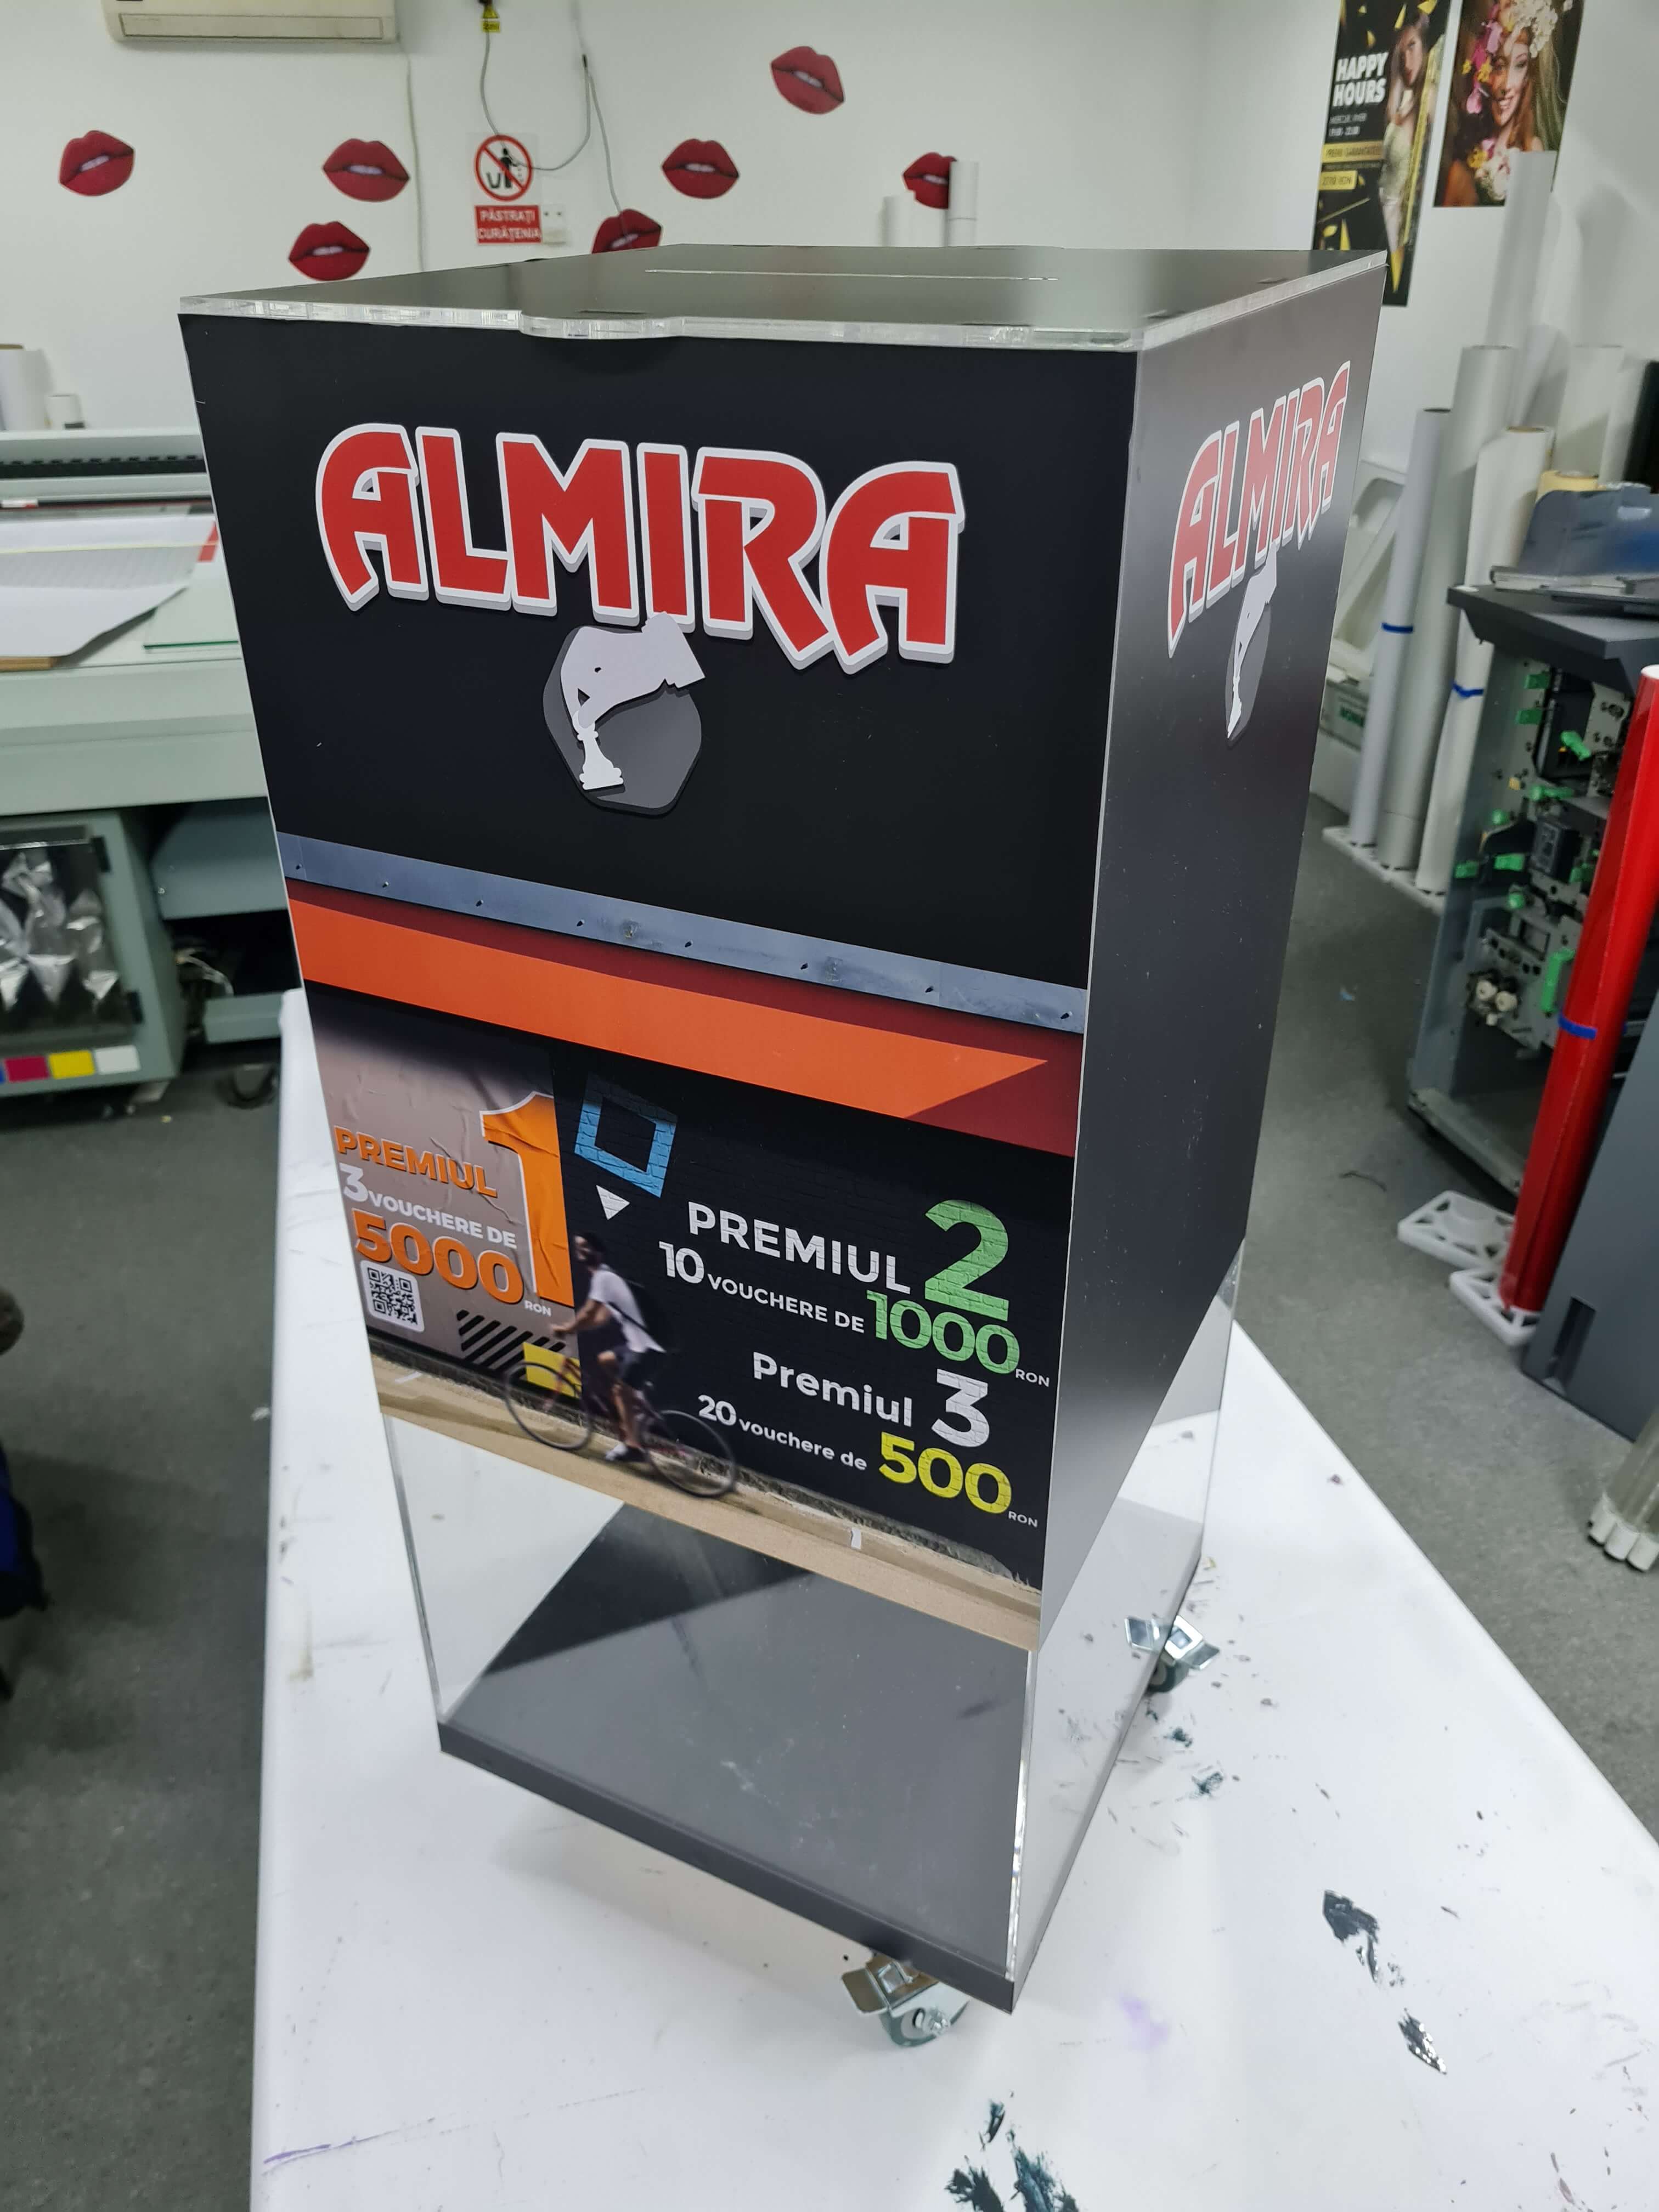 HAPPY
HOURS
PĂSTRAȚI
CURĂȚENIA
ALMIRA
ALMIRA
PREMIUL 1
3 VOUCHERE DE
5000
RON
PREMIUL 2
10 VOUCHERE DE 1000
RON
Premiul 3
20 vouchere de 500
RON